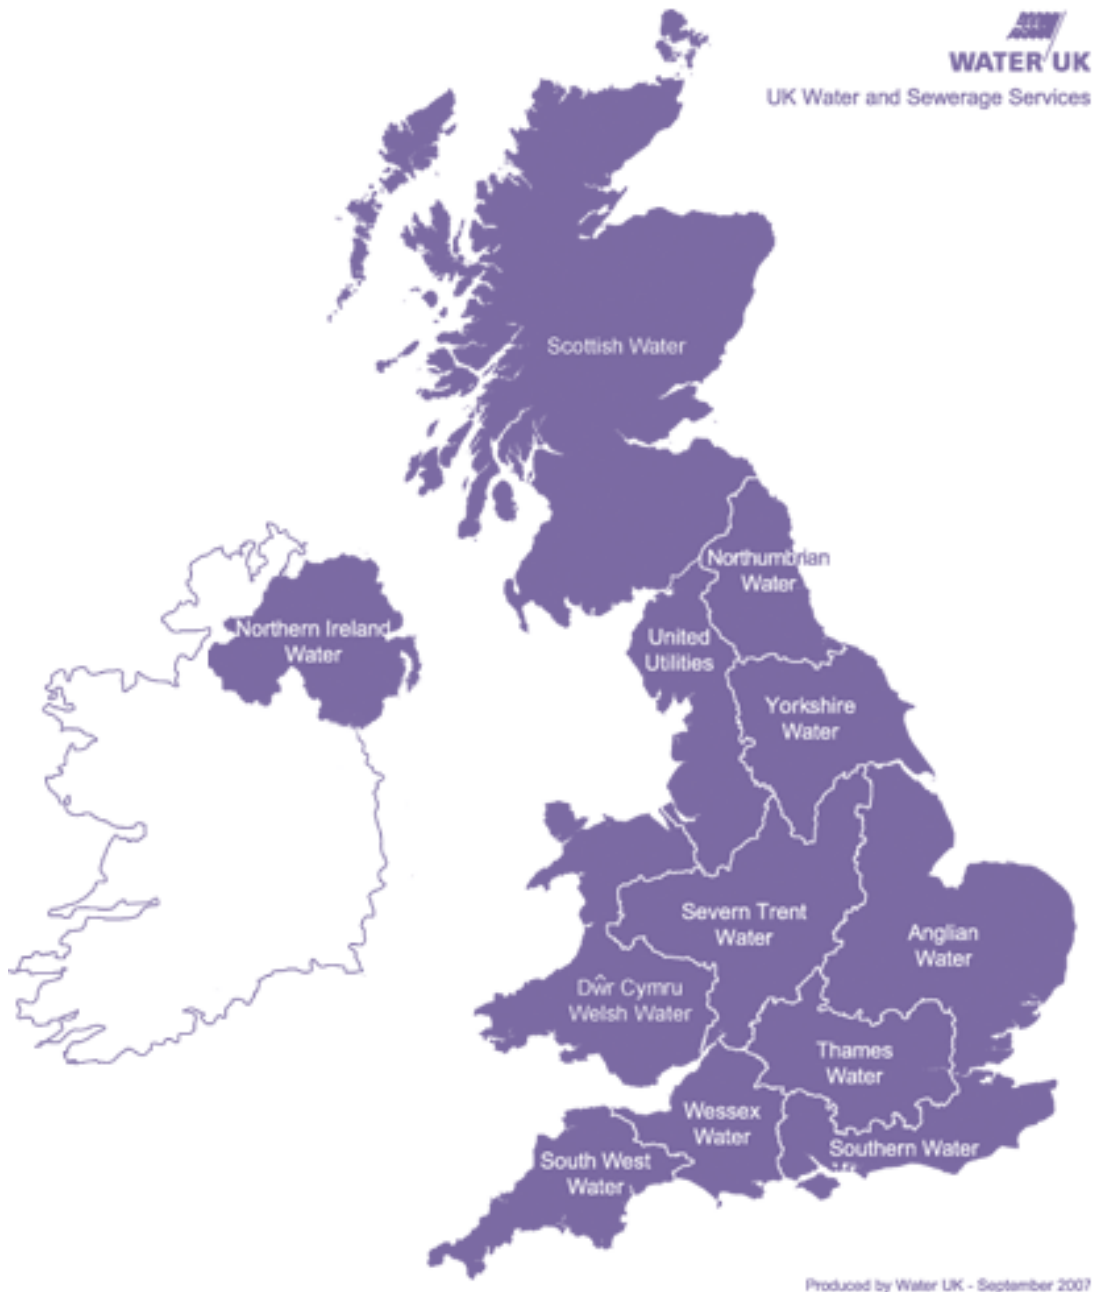 WATER UK
UK Water and Sewerage Services
Scottish Water
Northumbrian
Water
Northern Ireland
Water
United
Utilities
Yorkshire
Water
Severn Trent
Water
Anglian
Water
Dŵr Cymru
Welsh Water
Thames
Water
Wessex
Water
Southern Water
South West
Water
Produced by Water UK - September 2007